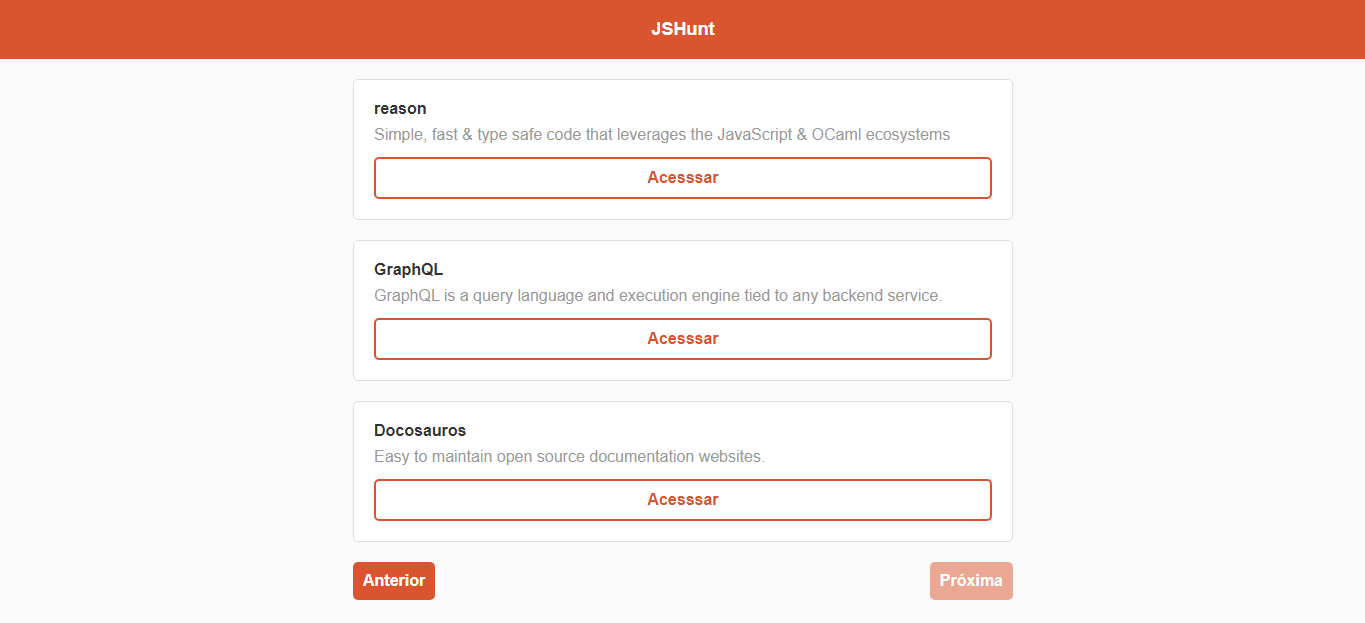 JSHunt
reason
Simple, fast & type safe code that leverages the JavaScript & OCaml ecosystems
Acesssar
GraphQL
GraphQL is a query language and execution engine tied to any backend service.
Acesssar
Docosauros
Easy to maintain open source documentation websites.
Acesssar
Anterior
Próxima